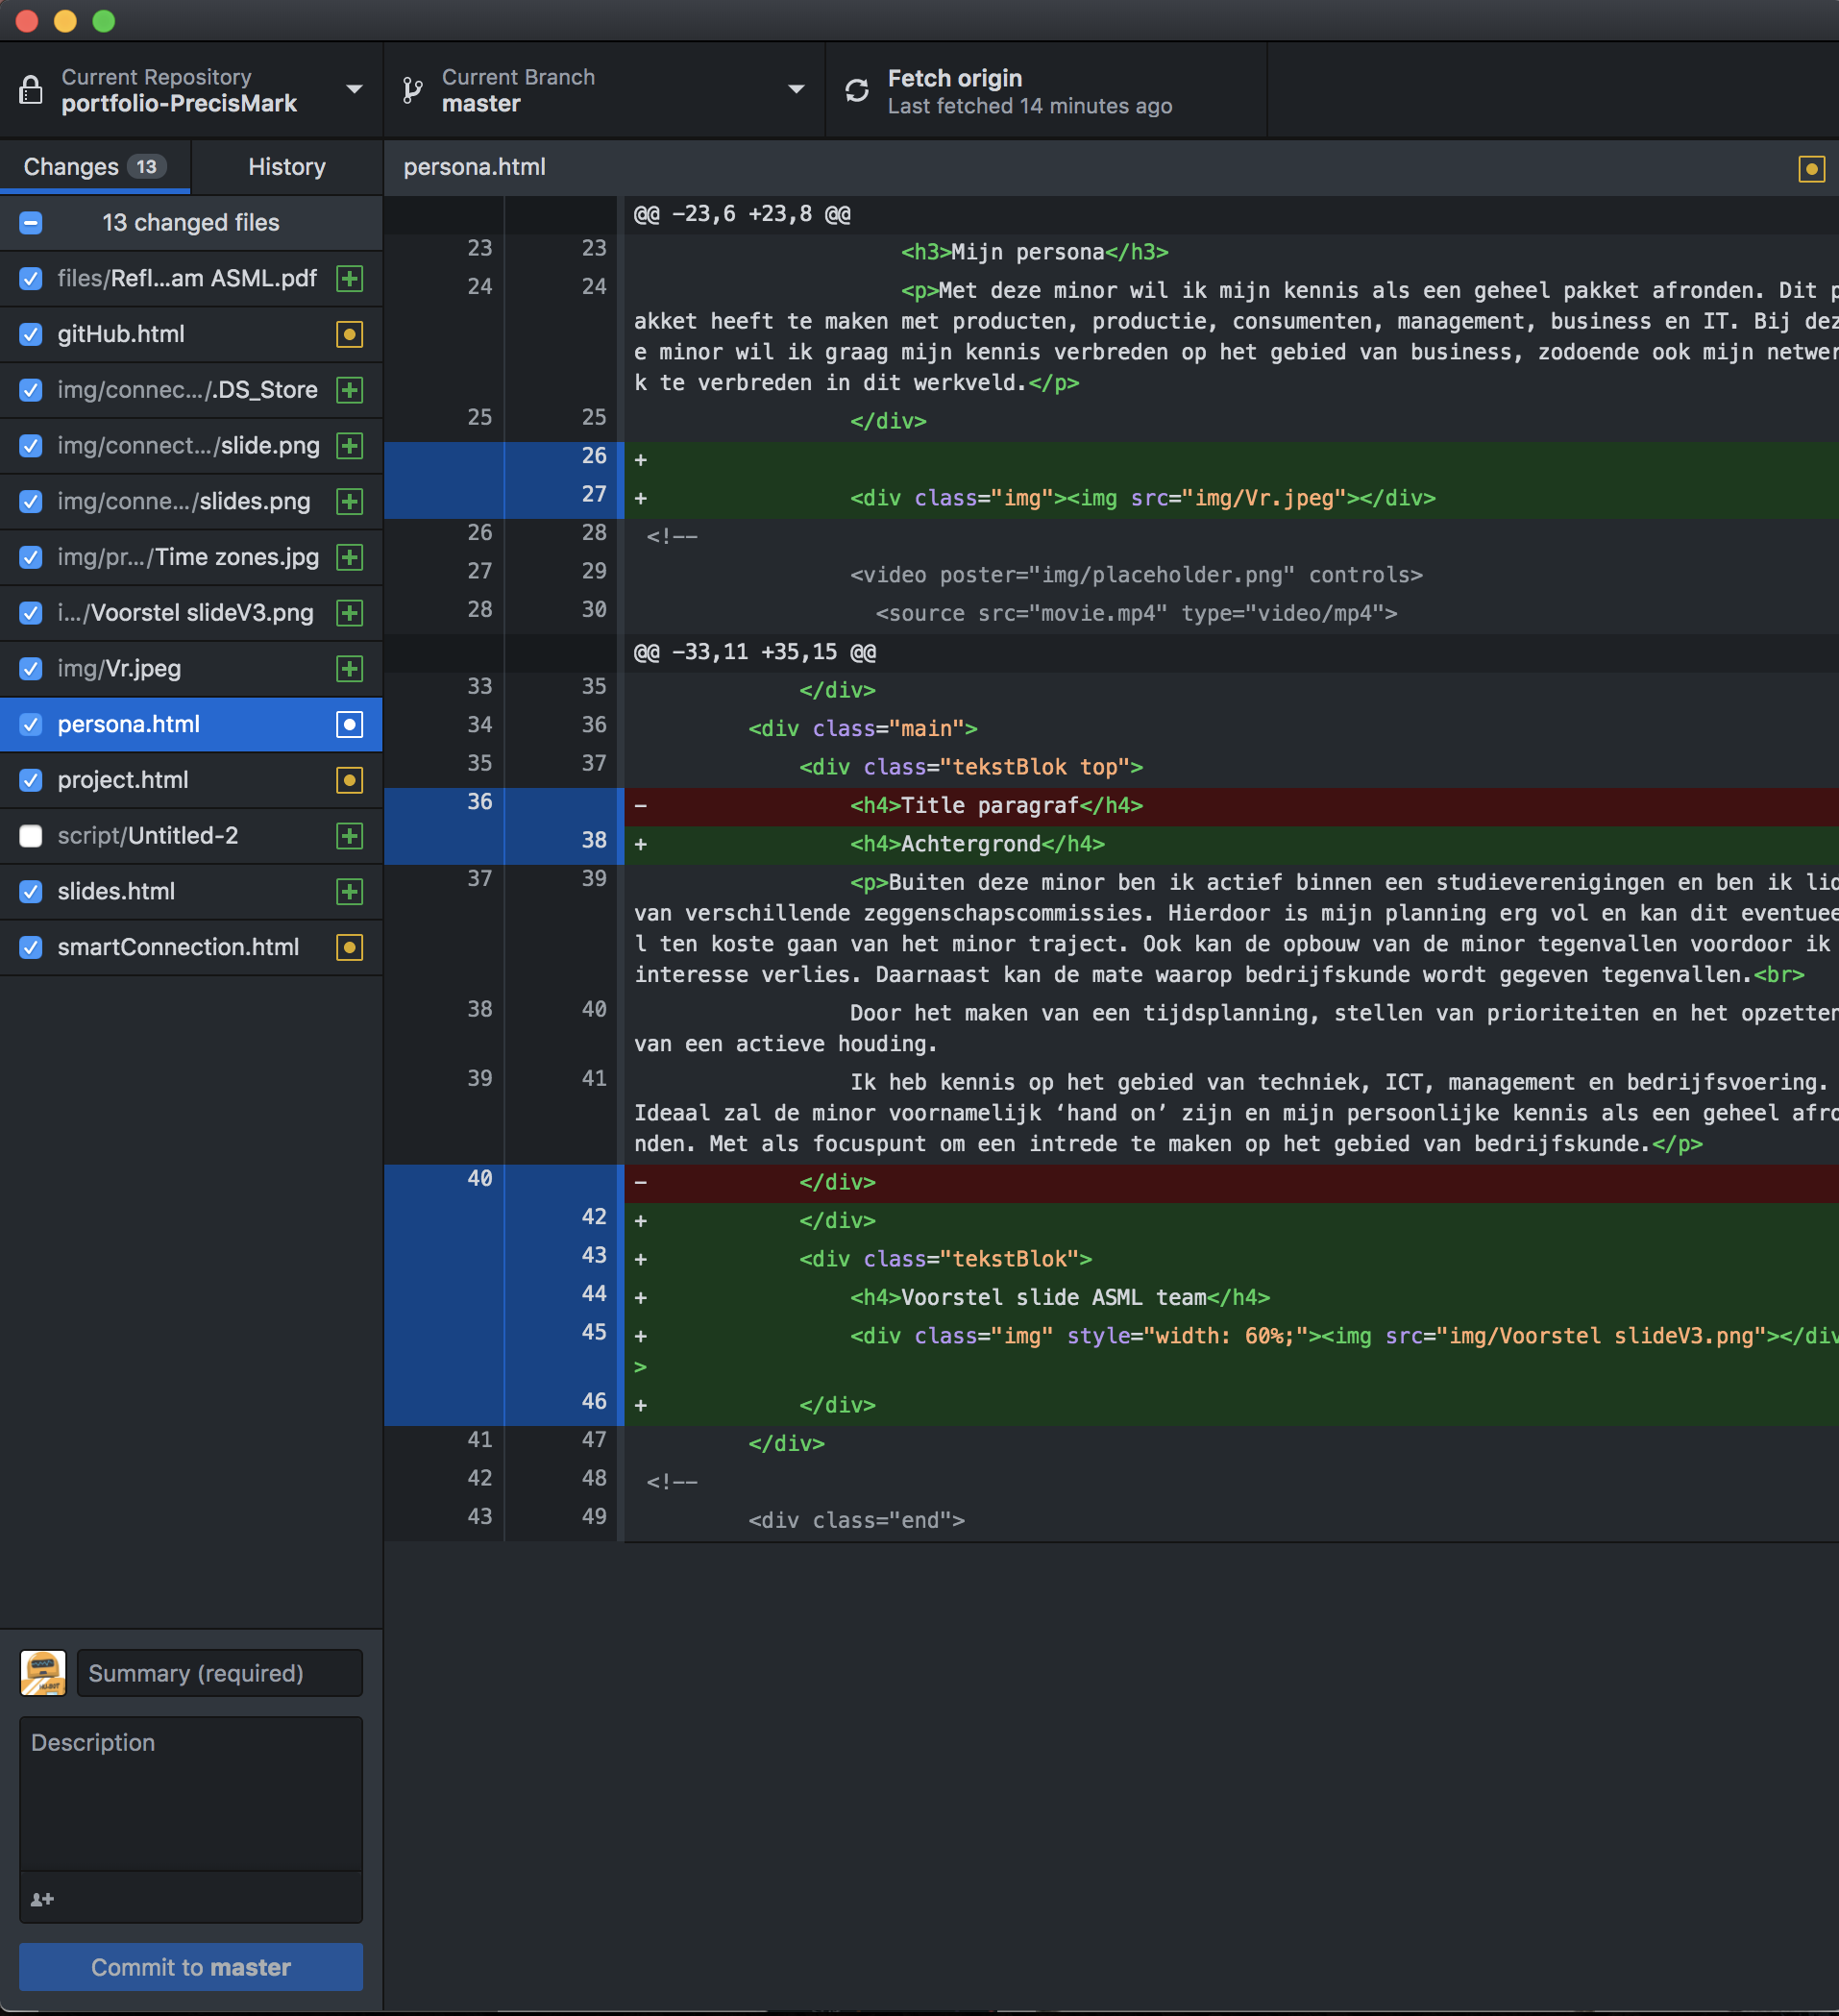 Current Repository
portfolio-PrecisMark
Current Branch
master
Fetch origin
Last fetched 14 minutes ago
Changes 13
History
persona.html
13 changed files
files/Refl...am ASML.pdf
gitHub.html
img/connec.../.DS_Store
img/connect.../slide.png
img/conne.../slides.png
img/pr.../Time zones.jpg
i.../Voorstel slideV3.png
img/Vr.jpeg
persona.html
project.html
script/Untitled-2
slides.html
smartConnection.html
@@ -23,6 +23,8 @@
23 23 <h3>Mijn persona</h3>
24 24 <p>Met deze minor wil ik mijn kennis als een geheel pakket afronden. Dit p
akket heeft te maken met producten, productie, consumenten, management, business en IT. Bij dez
e minor wil ik graag mijn kennis verbreden op het gebied van business, zodoende ook mijn netwer
k te verbreden in dit werkveld.</p>
25 25 </div>
26 +
27 + <div class="img"><img src="img/Vr.jpeg"></div>
26 28 <!--
27 29 <video poster="img/placeholder.png" controls>
28 30 <source src="movie.mp4" type="video/mp4">
@@ -33,11 +35,15 @@
33 35 </div>
34 36 <div class="main">
35 37 <div class="tekstBlok top">
36 - <h4>Title paragraf</h4>
38 + <h4>Achtergrond</h4>
37 39 <p>Buiten deze minor ben ik actief binnen een studieverenigingen en ben ik lid
van verschillende zeggenschapscommissies. Hierdoor is mijn planning erg vol en kan dit eventuee
l ten koste gaan van het minor traject. Ook kan de opbouw van de minor tegenvallen voordoor ik
interesse verlies. Daarnaast kan de mate waarop bedrijfskunde wordt gegeven tegenvallen.<br>
38 40 Door het maken van een tijdsplanning, stellen van prioriteiten en het opzetten
van een actieve houding.
39 41 Ik heb kennis op het gebied van techniek, ICT, management en bedrijfsvoering.
Ideaal zal de minor voornamelijk ‘hand on’ zijn en mijn persoonlijke kennis als een geheel afro
nden. Met als focuspunt om een intrede te maken op het gebied van bedrijfskunde.</p>
40 - </div>
42 + </div>
43 + <div class="tekstBlok">
44 + <h4>Voorstel slide ASML team</h4>
45 + <div class="img" style="width: 60%;"><img src="img/Voorstel slideV3.png"></div
>
46 + </div>
41 47 </div>
42 48 <!--
43 49 <div class="end">
Summary (required)
Description
Commit to master